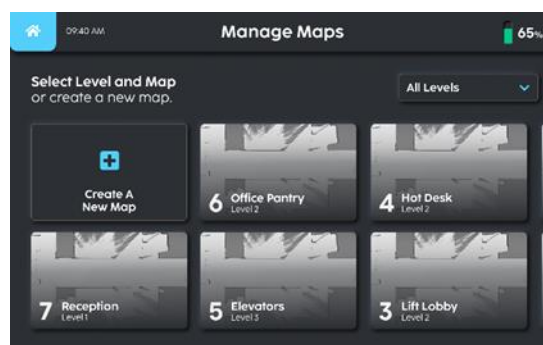 09:40 AM
Manage Maps
65%
Select Level and Map
or create a new map.
All Levels
Create A
New Map
6 Office Pantry
Level 2
4 Hot Desk
Level 2
7 Reception
Level 1
5 Elevators
Level 3
3 Lift Lobby
Level 2